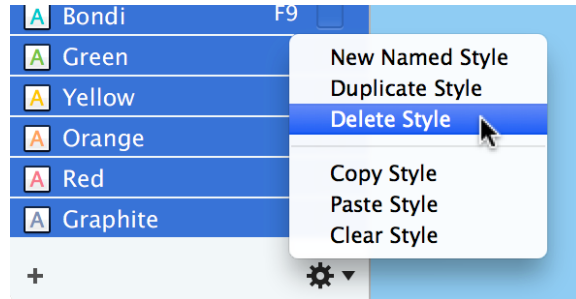 A Bondi F9
A Green
A Yellow
A Orange
A Red
A Graphite
+
New Named Style
Duplicate Style
Delete Style
Copy Style
Paste Style
Clear Style